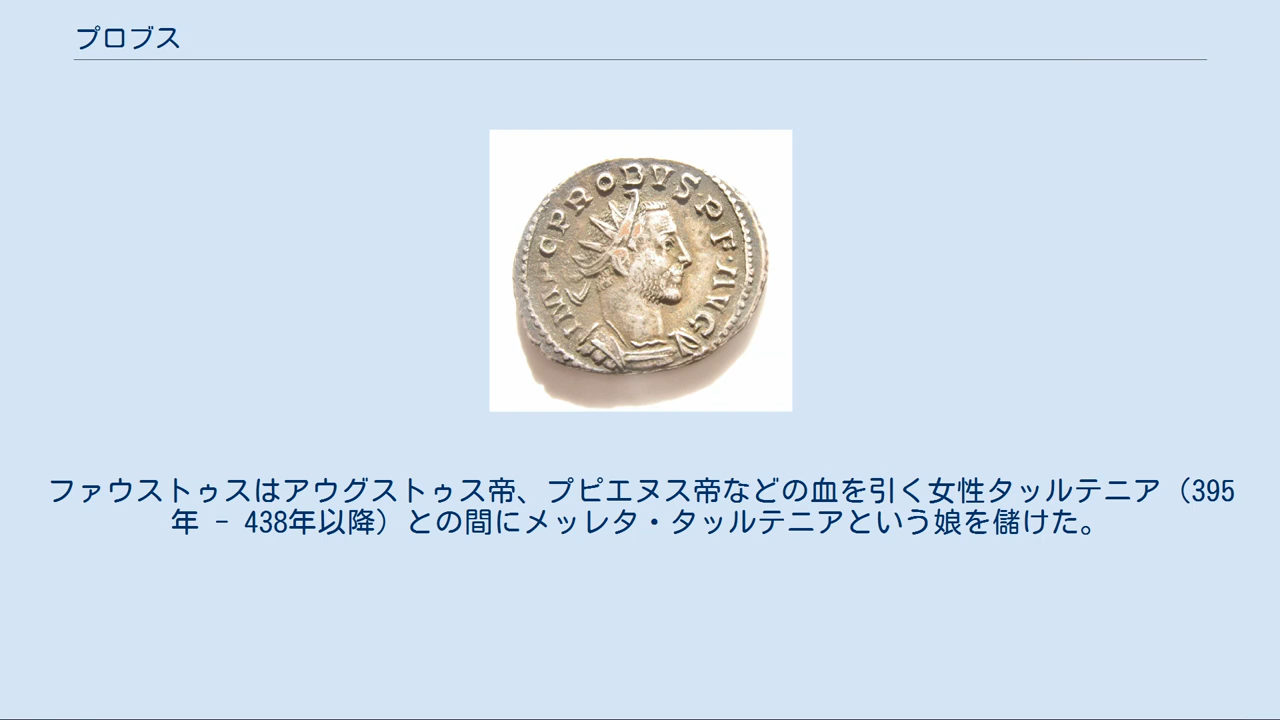 プロブス
IM·CPROBVS·P·F·AVG
ファウストゥスはアウグストゥス帝、プピエヌス帝などの血を引く女性タッルテニア（395
年 - 438年以降）との間にメッレタ・タッルテニアという娘を儲けた。